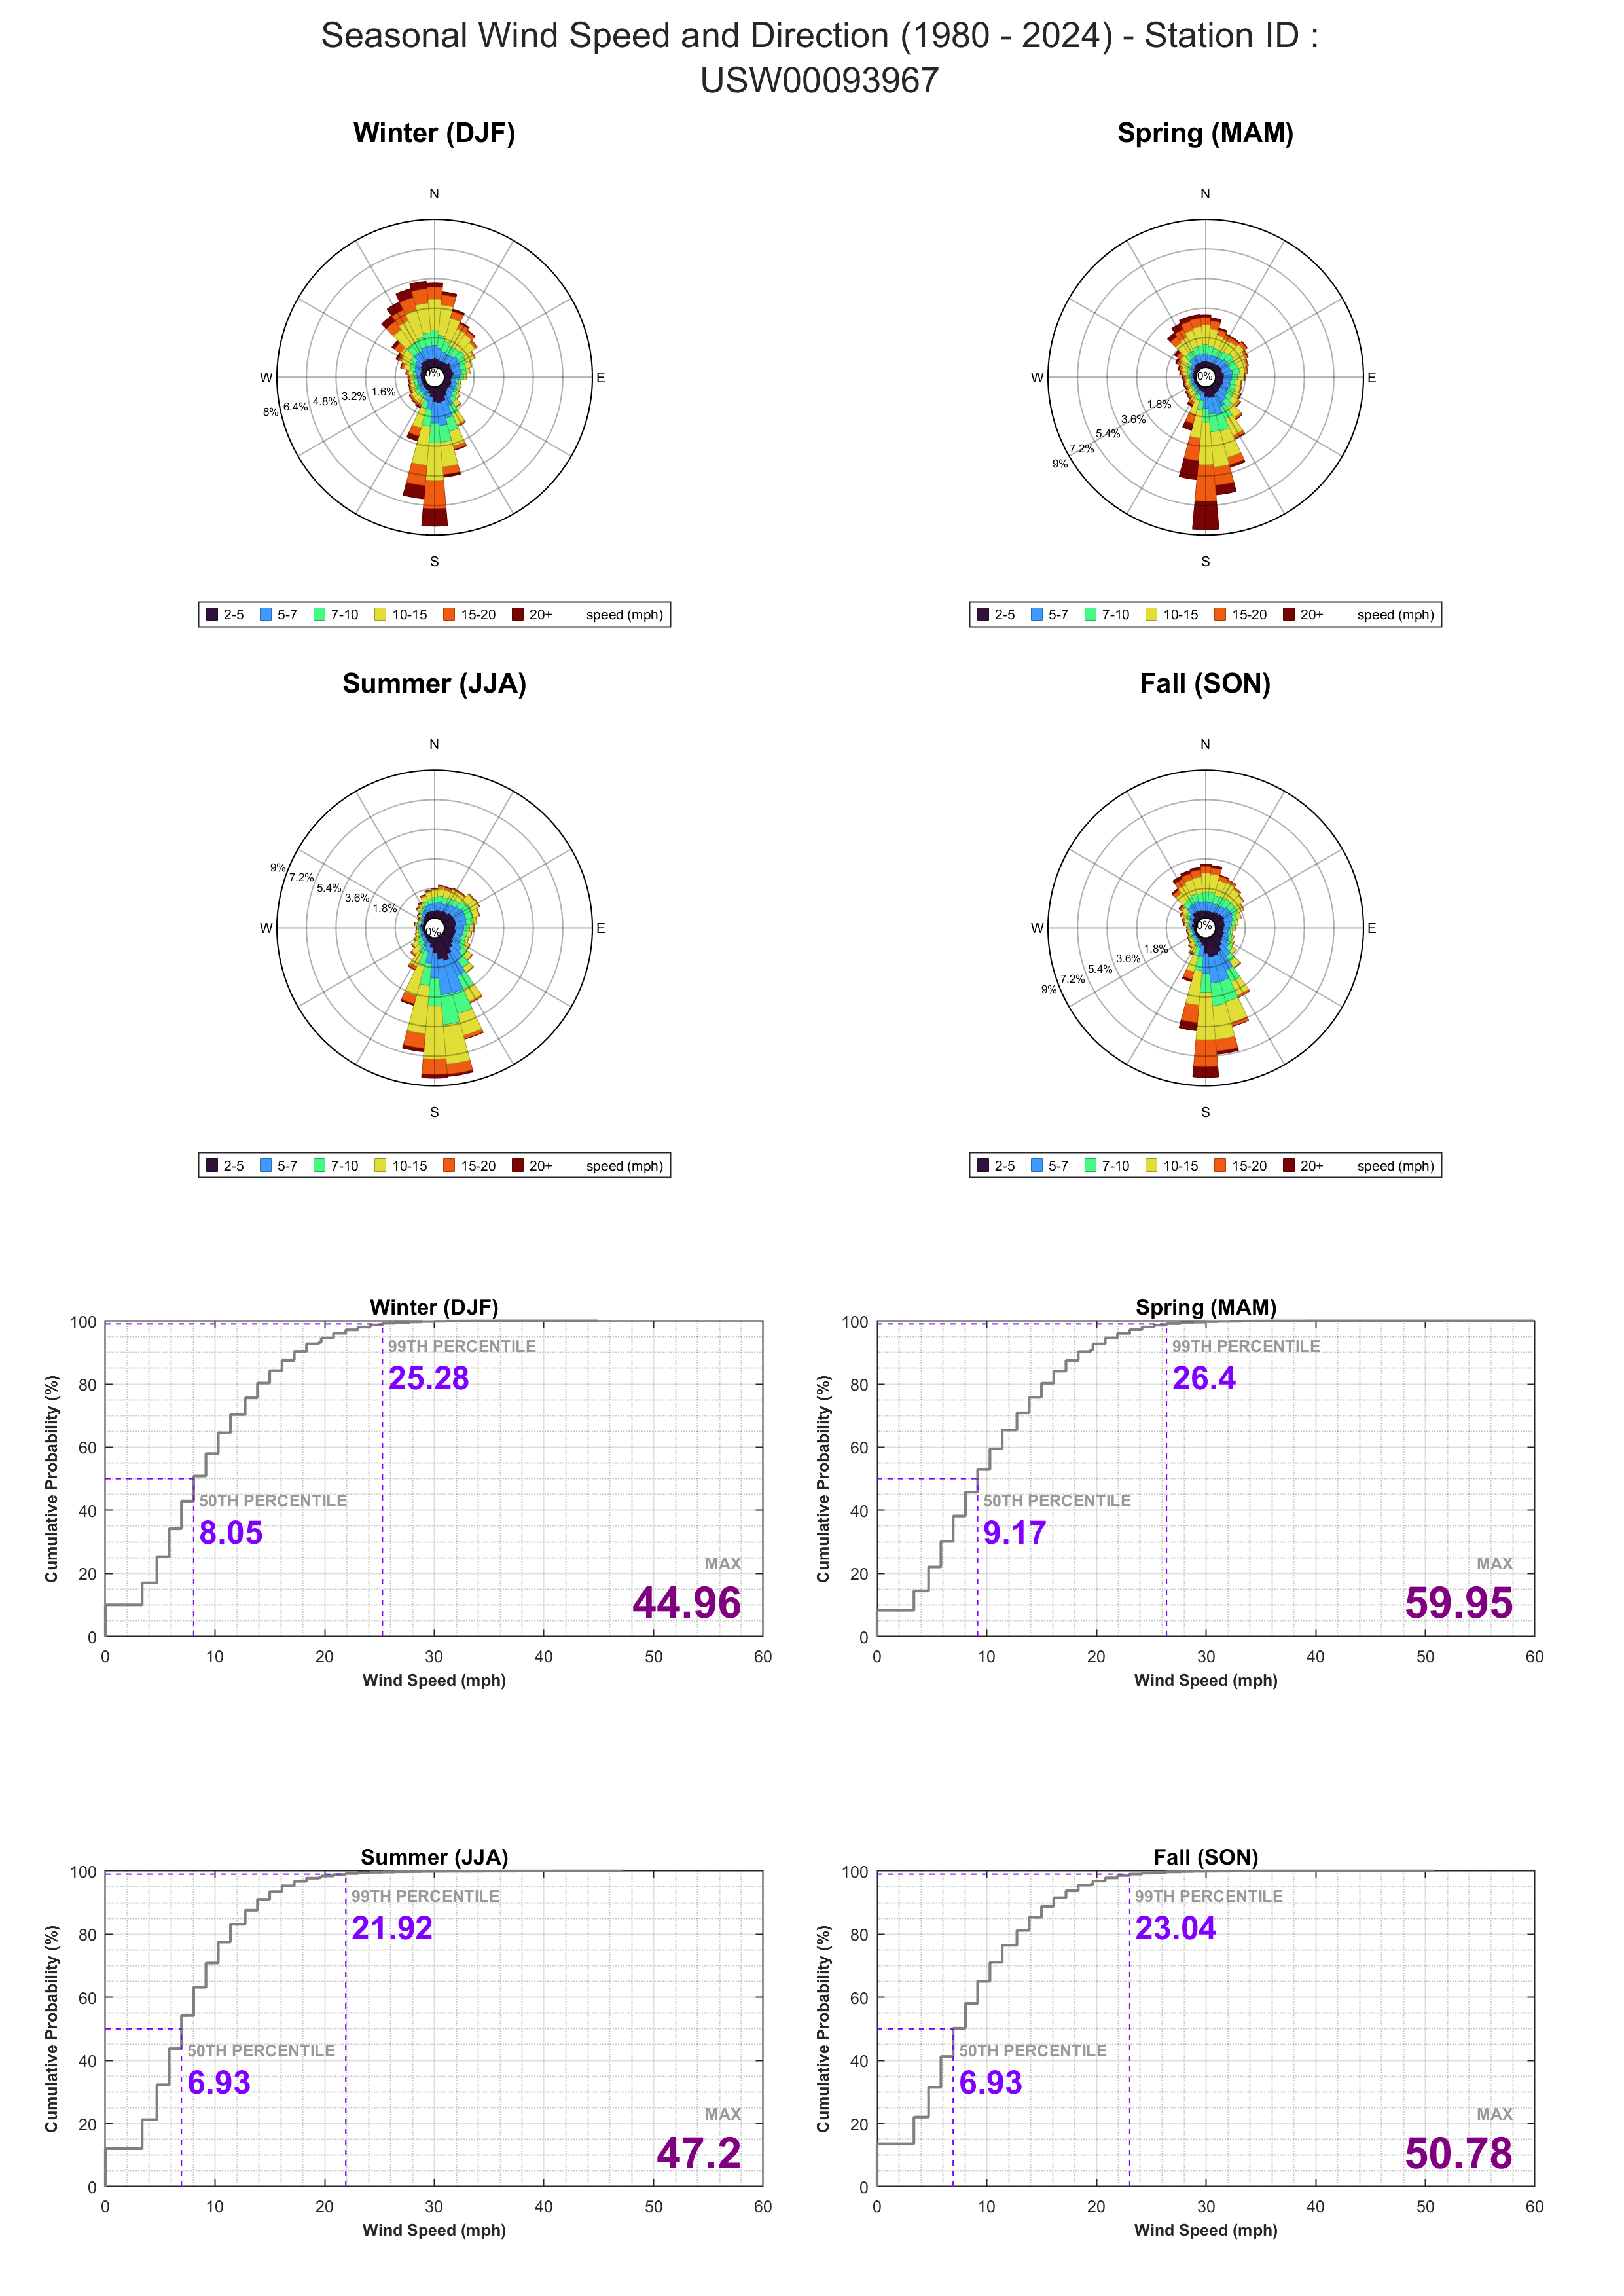 Seasonal Wind Speed and Direction (1980 - 2024) - Station ID :
USW00093967
Winter (DJF)
N
W
E
S
0%
1.6%
3.2%
4.8%
6.4%
8%
2-5 5-7 7-10 10-15 15-20 20+ speed (mph)
Spring (MAM)
N
W
E
S
0%
1.8%
3.6%
5.4%
7.2%
9%
2-5 5-7 7-10 10-15 15-20 20+ speed (mph)
Summer (JJA)
N
W
E
S
0%
1.8%
3.6%
5.4%
7.2%
9%
2-5 5-7 7-10 10-15 15-20 20+ speed (mph)
Fall (SON)
N
W
E
S
0%
1.8%
3.6%
5.4%
7.2%
9%
2-5 5-7 7-10 10-15 15-20 20+ speed (mph)
Winter (DJF)
Cumulative Probability (%)
100
80
60
40
20
0
99TH PERCENTILE
25.28
50TH PERCENTILE
8.05
MAX
44.96
0 10 20 30 40 50 60
Wind Speed (mph)
Spring (MAM)
Cumulative Probability (%)
100
80
60
40
20
0
99TH PERCENTILE
26.4
50TH PERCENTILE
9.17
MAX
59.95
0 10 20 30 40 50 60
Wind Speed (mph)
Summer (JJA)
Cumulative Probability (%)
100
80
60
40
20
0
99TH PERCENTILE
21.92
50TH PERCENTILE
6.93
MAX
47.2
0 10 20 30 40 50 60
Wind Speed (mph)
Fall (SON)
Cumulative Probability (%)
100
80
60
40
20
0
99TH PERCENTILE
23.04
50TH PERCENTILE
6.93
MAX
50.78
0 10 20 30 40 50 60
Wind Speed (mph)